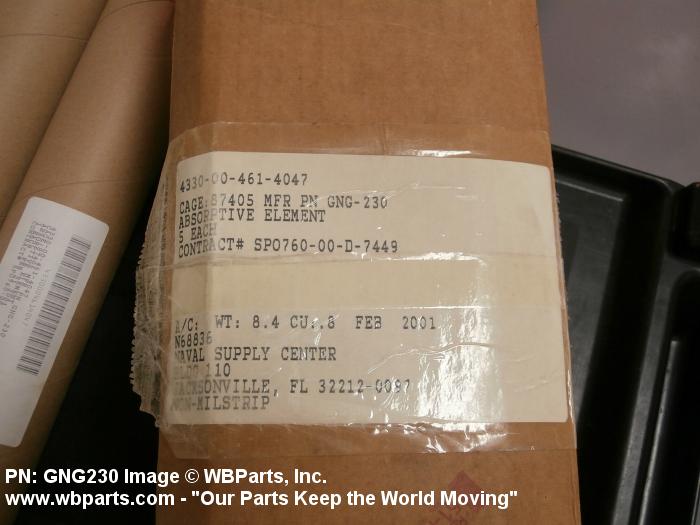 4330-00-461-4047
CAGE: 87405 MFR PN GNG-230
ABSORPTIVE ELEMENT
5 EACH
CONTRACT# SP0760-00-D-7449
A/C: WT: 8.4 CU: .8 FEB 2001
N68836
NAVAL SUPPLY CENTER
BLDG 110
JACKSONVILLE, FL 32212-0097
NON-MILSTRIP
PN: GNG230 Image © WBParts, Inc.
www.wbparts.com - "Our Parts Keep the World Moving"